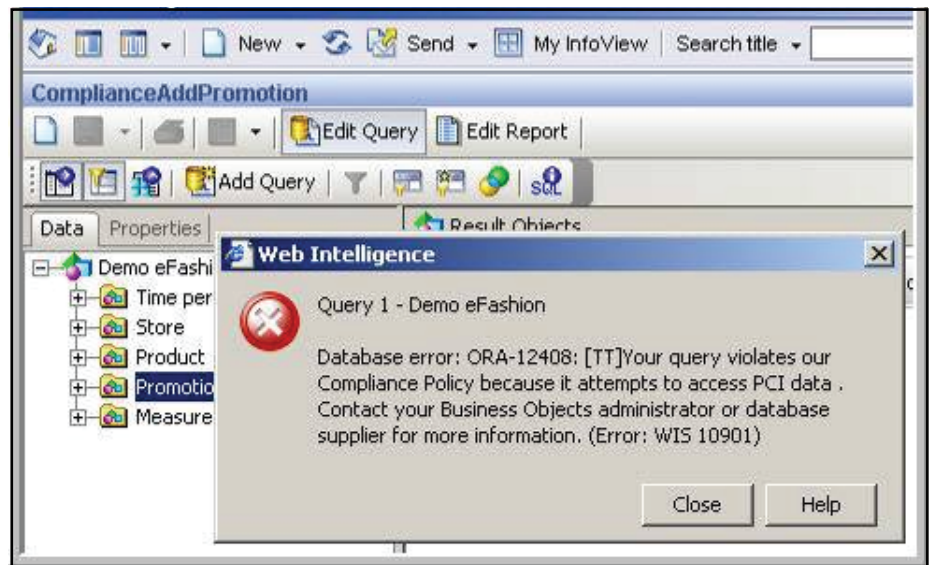 New Send My InfoView Search title
ComplianceAddPromotion
Edit Query Edit Report
Add Query SQL
Data Properties Result Objects
Demo eFashi
Time per
Store
Product
Promotio
Measure
Web Intelligence
Query 1 - Demo eFashion
Database error: ORA-12408: [TT]Your query violates our
Compliance Policy because it attempts to access PCI data .
Contact your Business Objects administrator or database
supplier for more information. (Error: WIS 10901)
Close Help